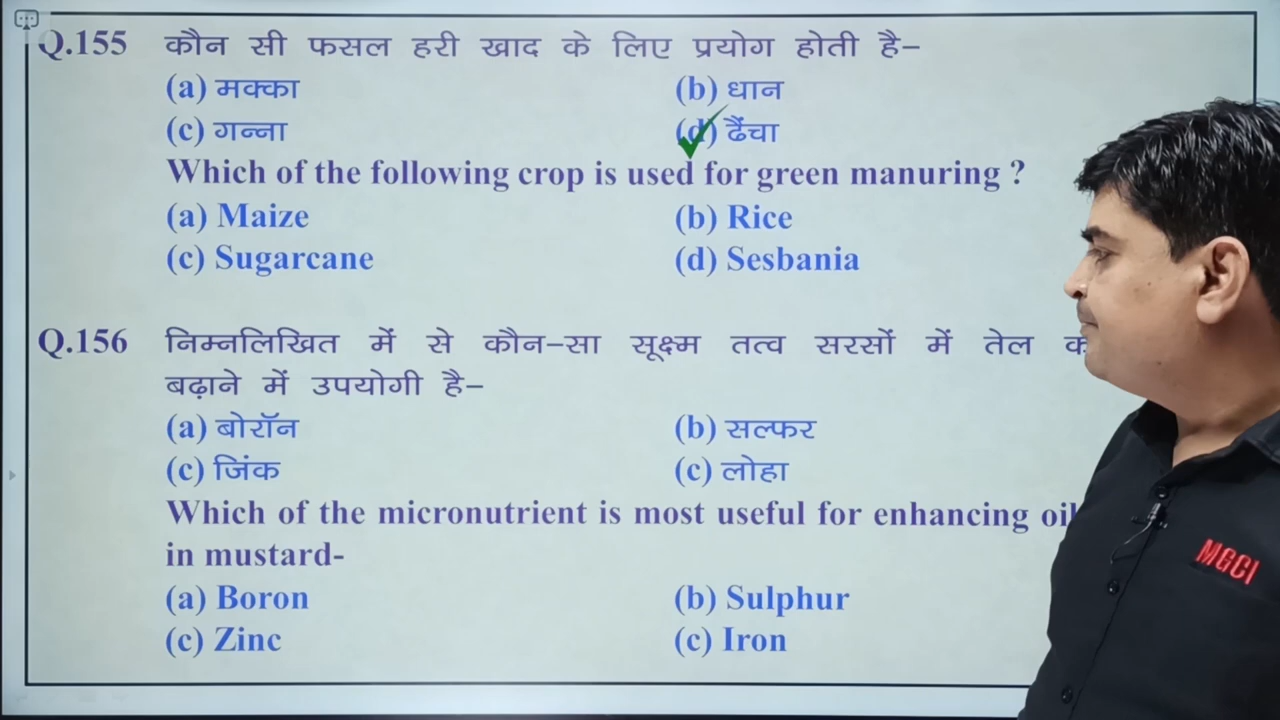 Q.155 कौन सी फसल हरी खाद के लिए प्रयोग होती है–
(a) मक्का (b) धान
(c) गन्ना (d) ढैंचा
Which of the following crop is used for green manuring ?
(a) Maize (b) Rice
(c) Sugarcane (d) Sesbania
Q.156 निम्नलिखित में से कौन–सा सूक्ष्म तत्व सरसों में तेल
बढ़ाने में उपयोगी है–
(a) बोरॉन (b) सल्फर
(c) जिंक (c) लोहा
Which of the micronutrient is most useful for enhancing oil
in mustard-
(a) Boron (b) Sulphur
(c) Zinc (c) Iron
MGCI